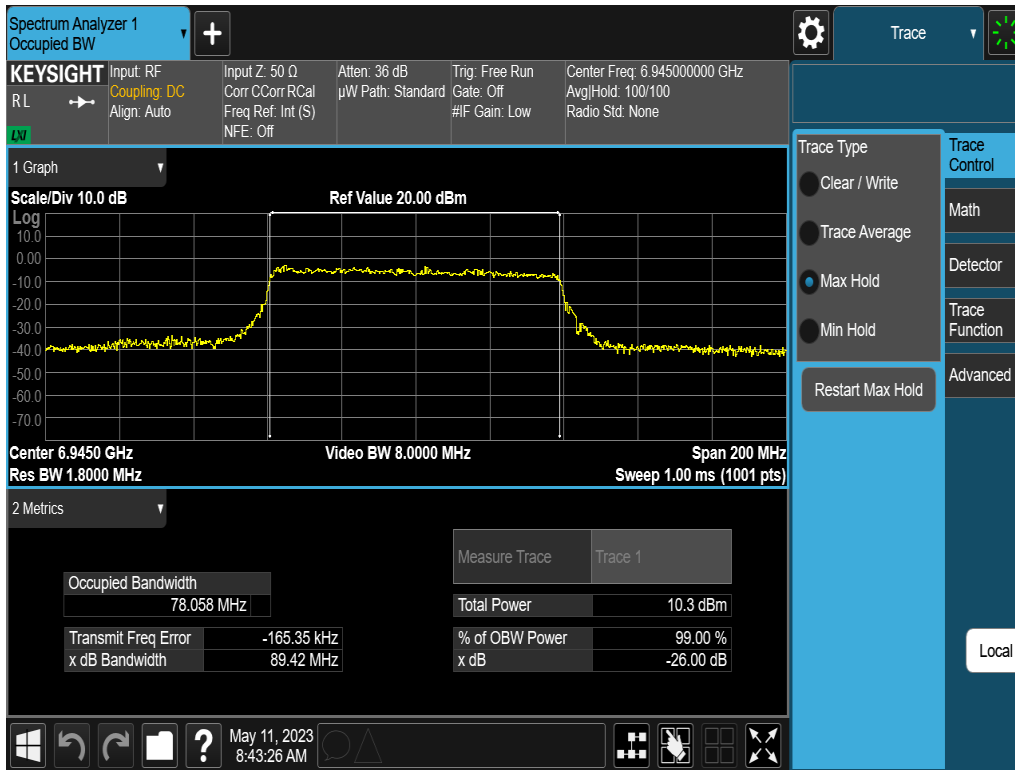 Spectrum Analyzer 1
Occupied BW
+
Trace
KEYSIGHT
R L
LXI
Input: RF
Coupling: DC
Align: Auto
Input Z: 50 Ω
Corr CCorr RCal
Freq Ref: Int (S)
NFE: Off
Atten: 36 dB
µW Path: Standard
Trig: Free Run
Gate: Off
#IF Gain: Low
Center Freq: 6.945000000 GHz
Avg|Hold: 100/100
Radio Std: None
1 Graph
Scale/Div 10.0 dB
Ref Value 20.00 dBm
Log
10.0
0.00
-10.0
-20.0
-30.0
-40.0
-50.0
-60.0
-70.0
Center 6.9450 GHz
Video BW 8.0000 MHz
Span 200 MHz
Res BW 1.8000 MHz
Sweep 1.00 ms (1001 pts)
2 Metrics
Measure Trace
Trace 1
Occupied Bandwidth
78.058 MHz
Total Power
10.3 dBm
Transmit Freq Error
-165.35 kHz
% of OBW Power
99.00 %
x dB Bandwidth
89.42 MHz
x dB
-26.00 dB
?
May 11, 2023
8:43:26 AM
Trace Type
Clear / Write
Trace Average
Max Hold
Min Hold
Restart Max Hold
Trace
Control
Math
Detector
Trace
Function
Advanced
Local